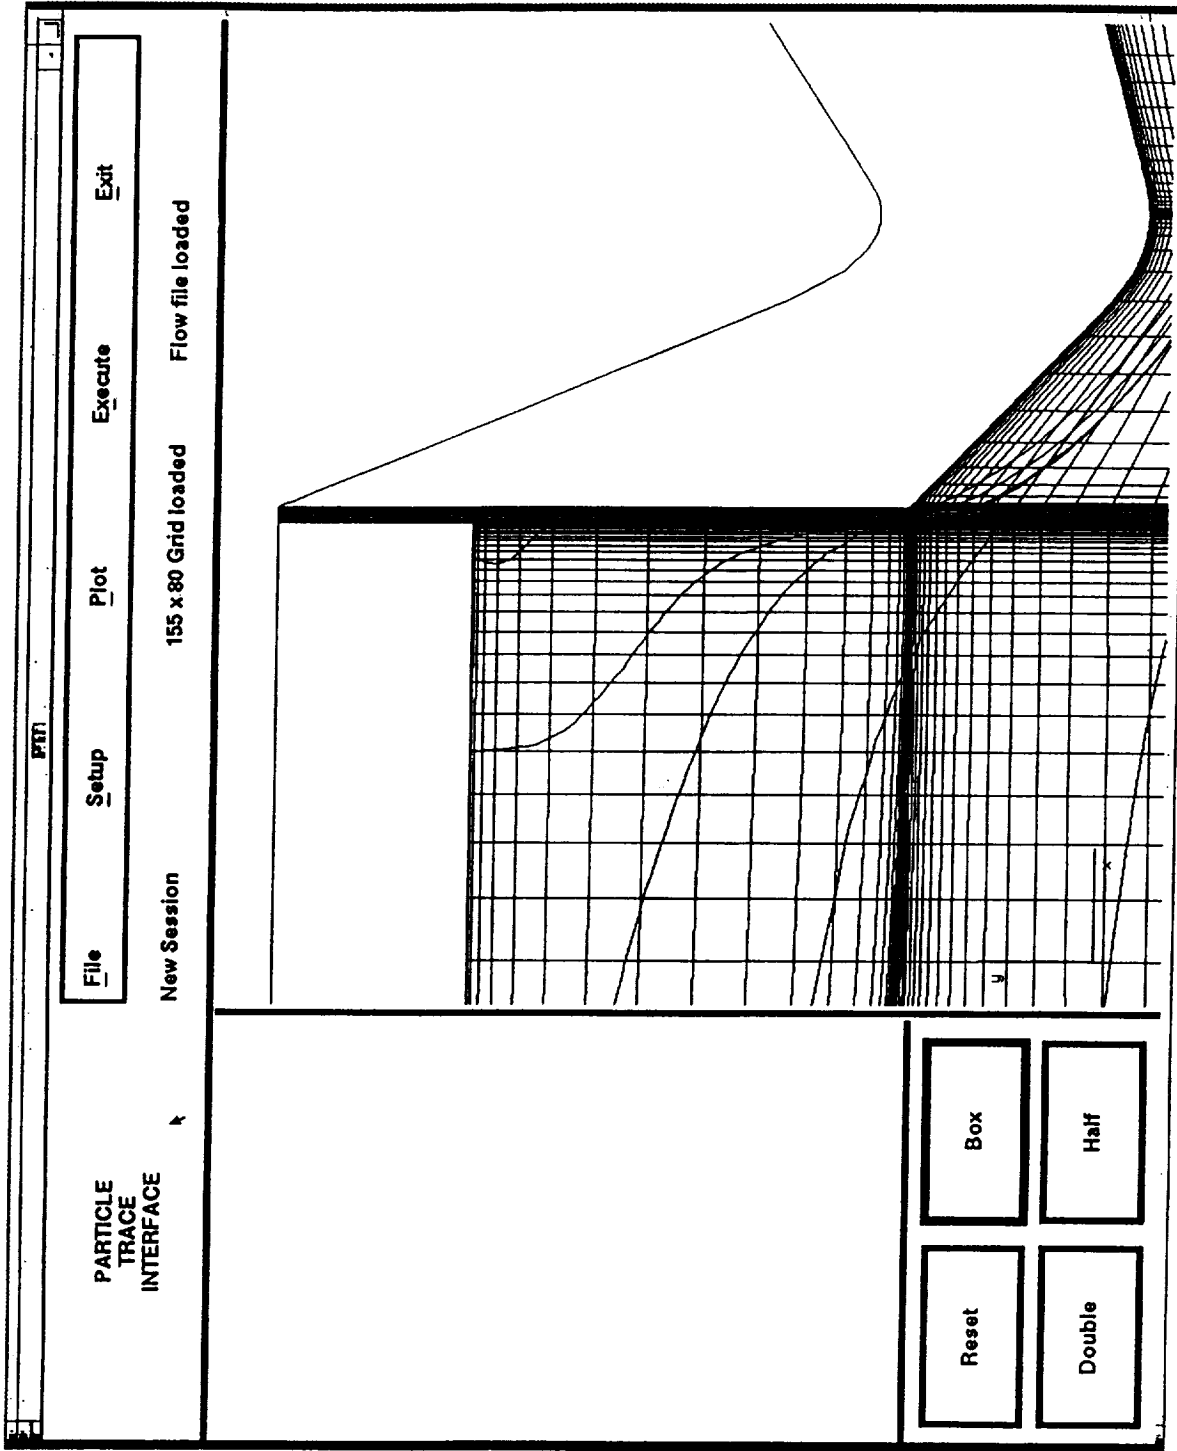 PTI
PARTICLE
TRACE
INTERFACE
File Setup Plot Execute Exit
New Session 155 x 80 Grid loaded Flow file loaded
Reset Box
Double Half
y
x